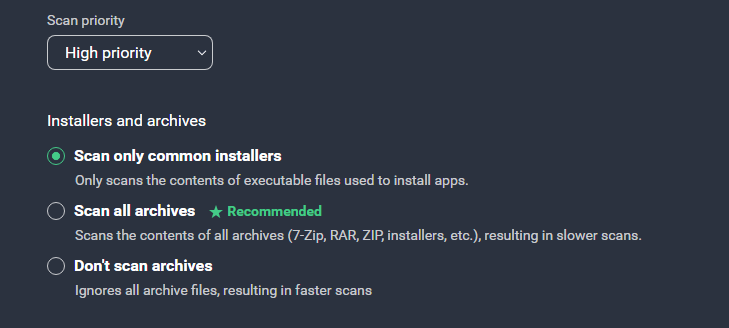 Scan priority
High priority
Installers and archives
Scan only common installers
Only scans the contents of executable files used to install apps.
Scan all archives ★ Recommended
Scans the contents of all archives (7-Zip, RAR, ZIP, installers, etc.), resulting in slower scans.
Don't scan archives
Ignores all archive files, resulting in faster scans